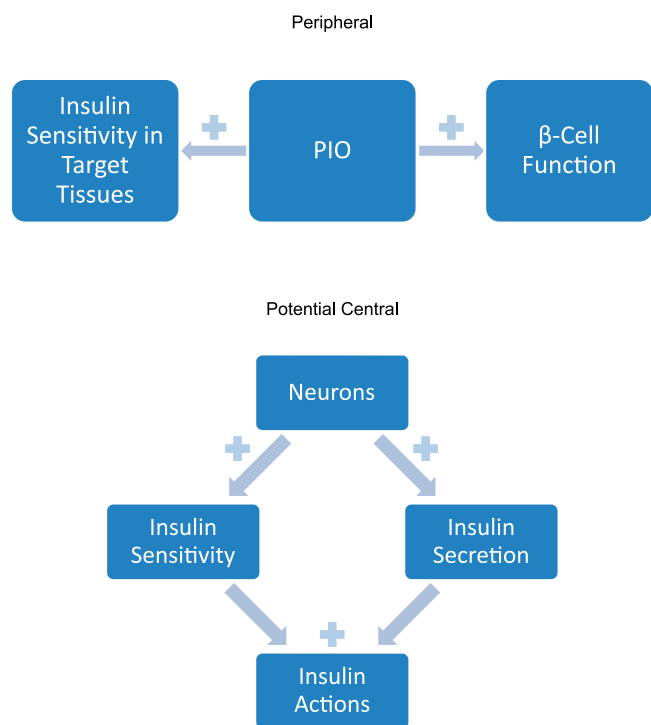 Peripheral
Insulin
Sensitivity in
Target
Tissues
PIO
β-Cell
Function
Potential Central
Neurons
Insulin
Sensitivity
Insulin
Secretion
Insulin
Actions